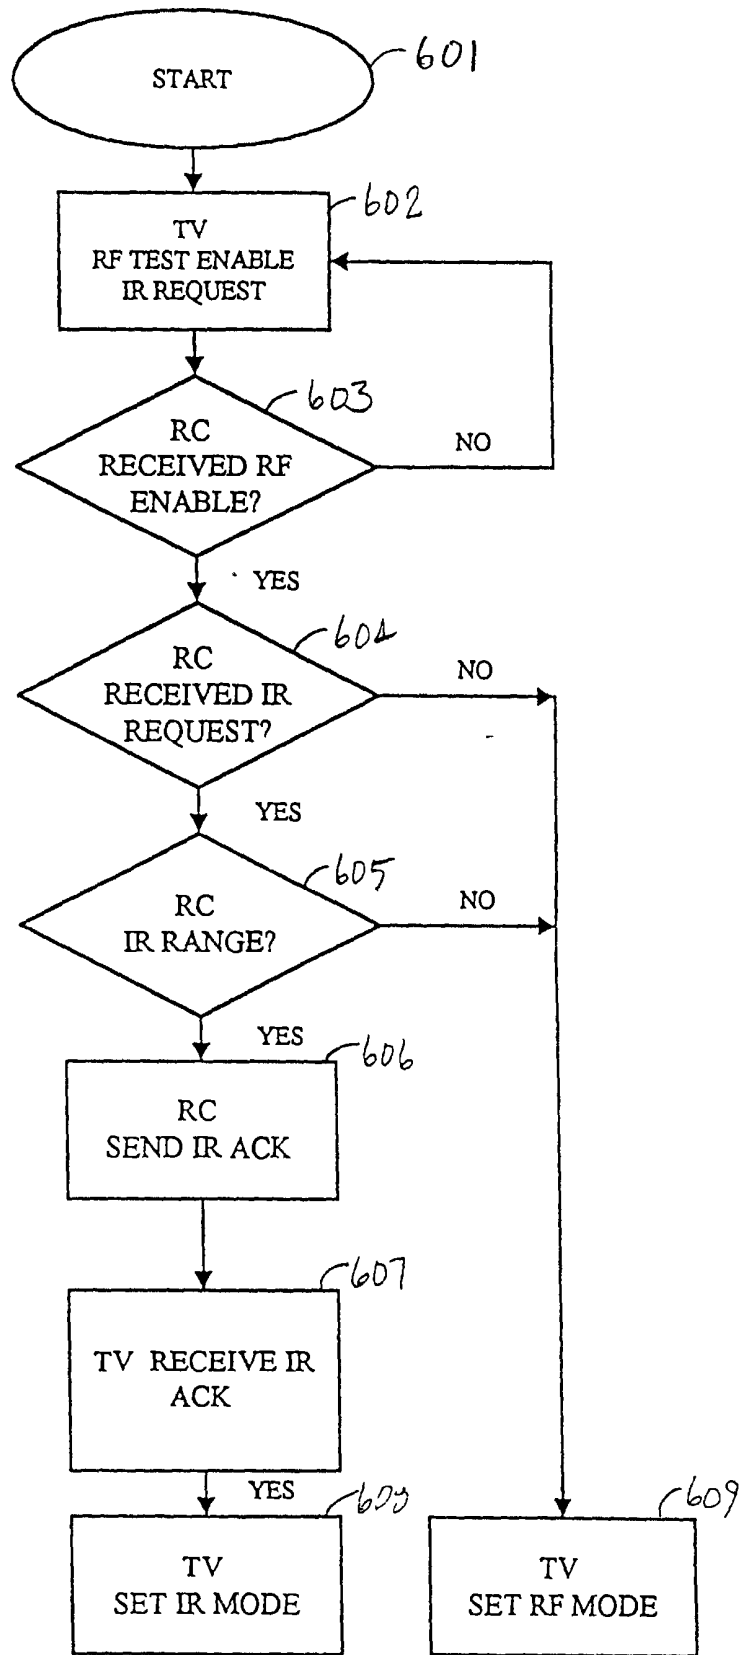 START
601
602
TV
RF TEST ENABLE
IR REQUEST
603
RC
RECEIVED RF
ENABLE?
NO
YES
604
RC
RECEIVED IR
REQUEST?
NO
YES
605
RC
IR RANGE?
NO
YES
606
RC
SEND IR ACK
607
TV RECEIVE IR
ACK
YES
609
TV
SET IR MODE
TV
SET RF MODE